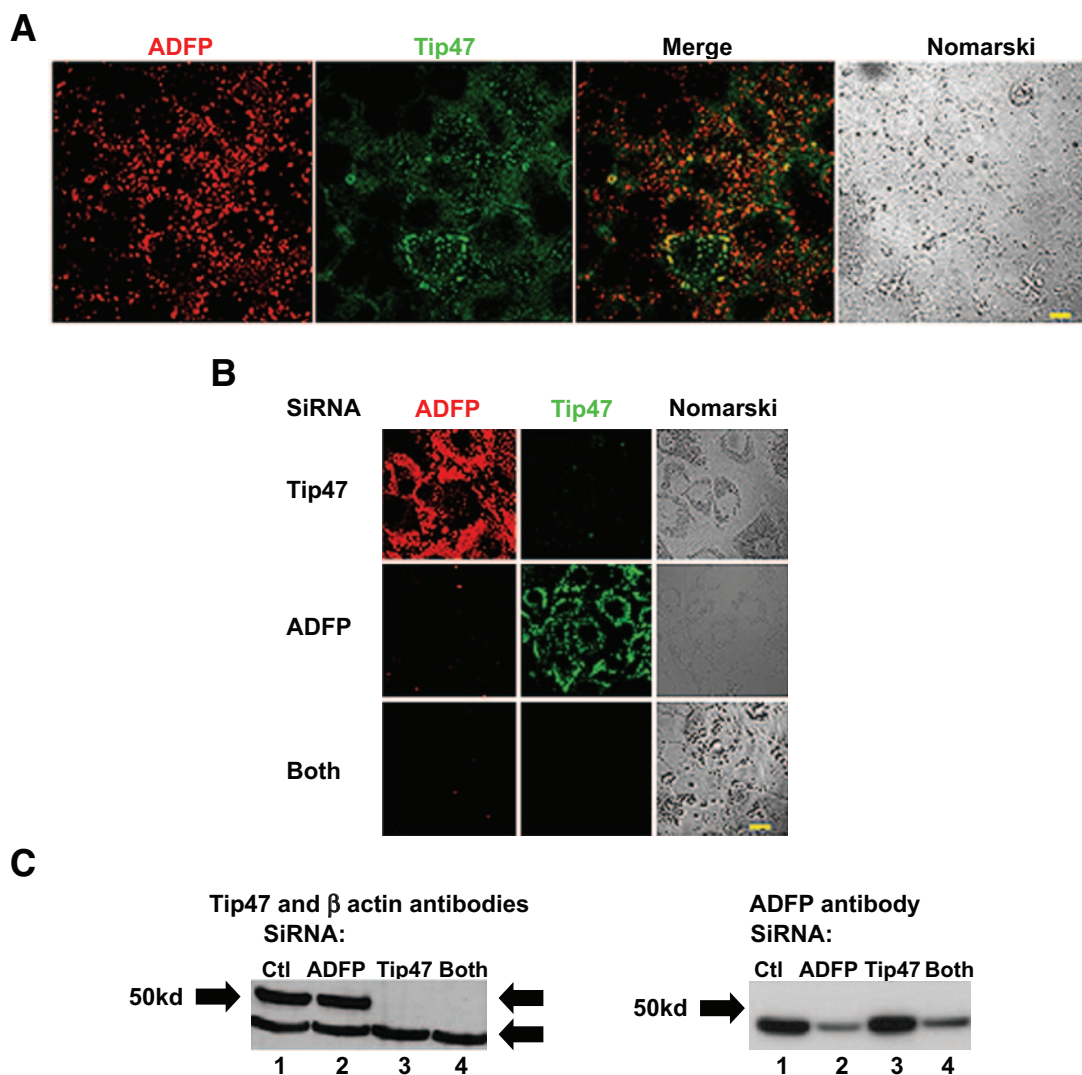 A
ADFP Tip47 Merge Nomarski
B
SiRNA ADFP Tip47 Nomarski
Tip47
ADFP
Both
C
Tip47 and β actin antibodies
SiRNA:
Ctl ADFP Tip47 Both
50kd
1 2 3 4
ADFP antibody
SiRNA:
Ctl ADFP Tip47 Both
50kd
1 2 3 4